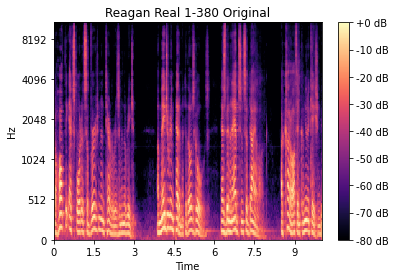 Reagan Real 1-380 Original
8192
4096
2048
1024
512
0
Hz
0 1.5 3 4.5 6 7.5 9
Time
+0 dB
-10 dB
-20 dB
-30 dB
-40 dB
-50 dB
-60 dB
-70 dB
-80 dB